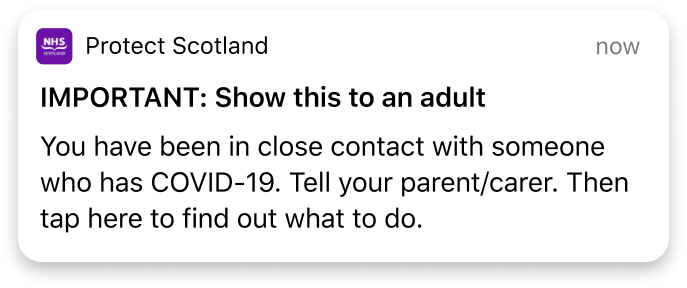 NHS
SCOTLAND
Protect Scotland
now
IMPORTANT: Show this to an adult
You have been in close contact with someone
who has COVID-19. Tell your parent/carer. Then
tap here to find out what to do.